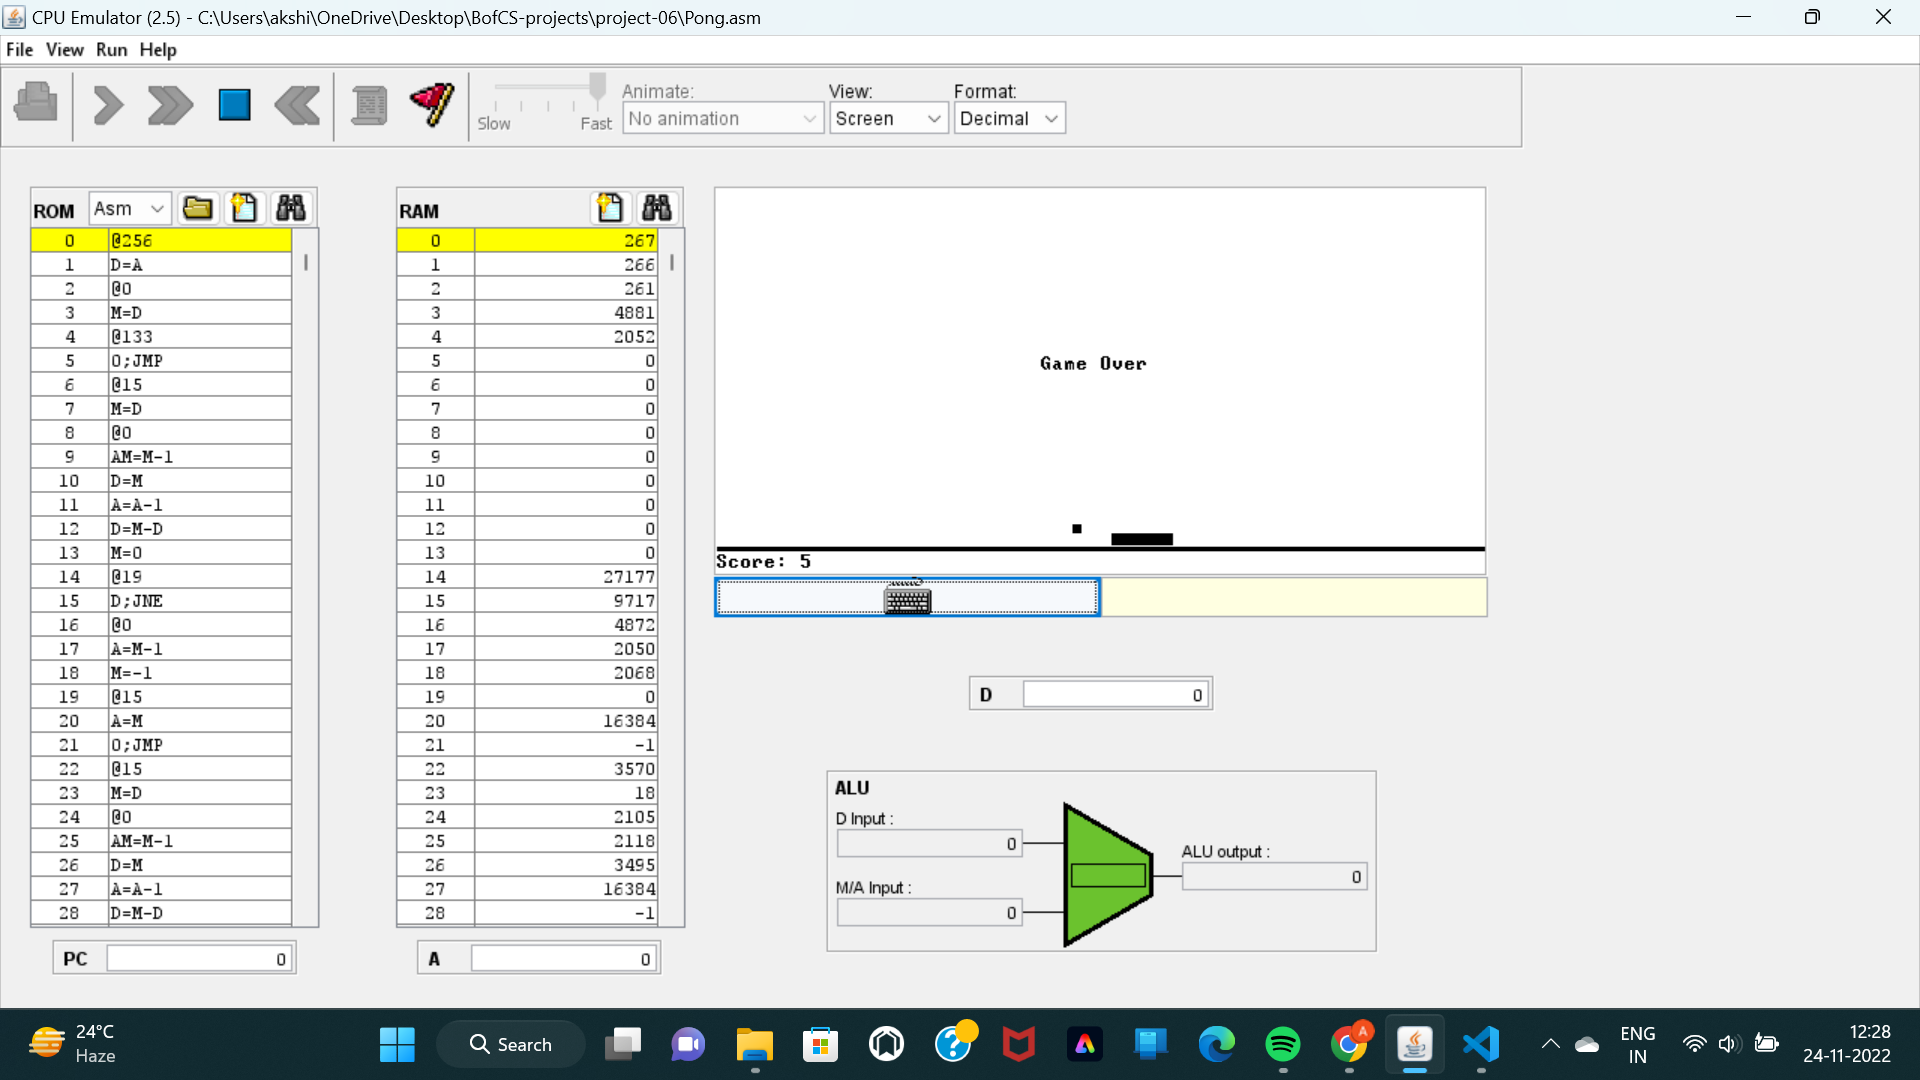 CPU Emulator (2.5) - C:\Users\akshi\OneDrive\Desktop\BofCS-projects\project-06\Pong.asm
File View Run Help
Slow Fast
Animate:
No animation
View:
Screen
Format:
Decimal
ROM Asm
0 @256
1 D=A
2 @0
3 M=D
4 @133
5 0;JMP
6 @15
7 M=D
8 @0
9 AM=M-1
10 D=M
11 A=A-1
12 D=M-D
13 M=0
14 @19
15 D;JNE
16 @0
17 A=M-1
18 M=-1
19 @15
20 A=M
21 0;JMP
22 @15
23 M=D
24 @0
25 AM=M-1
26 D=M
27 A=A-1
28 D=M-D
PC 0
RAM
0 267
1 266
2 261
3 4881
4 2052
5 0
6 0
7 0
8 0
9 0
10 0
11 0
12 0
13 0
14 27177
15 9717
16 4872
17 2050
18 2068
19 0
20 16384
21 -1
22 3570
23 18
24 2105
25 2118
26 3495
27 16384
28 -1
A 0
Game Over
Score: 5
D 0
ALU
D Input :
0
M/A Input :
0
ALU output :
0
24°C
Haze
Search
A
ENG
IN
12:28
24-11-2022